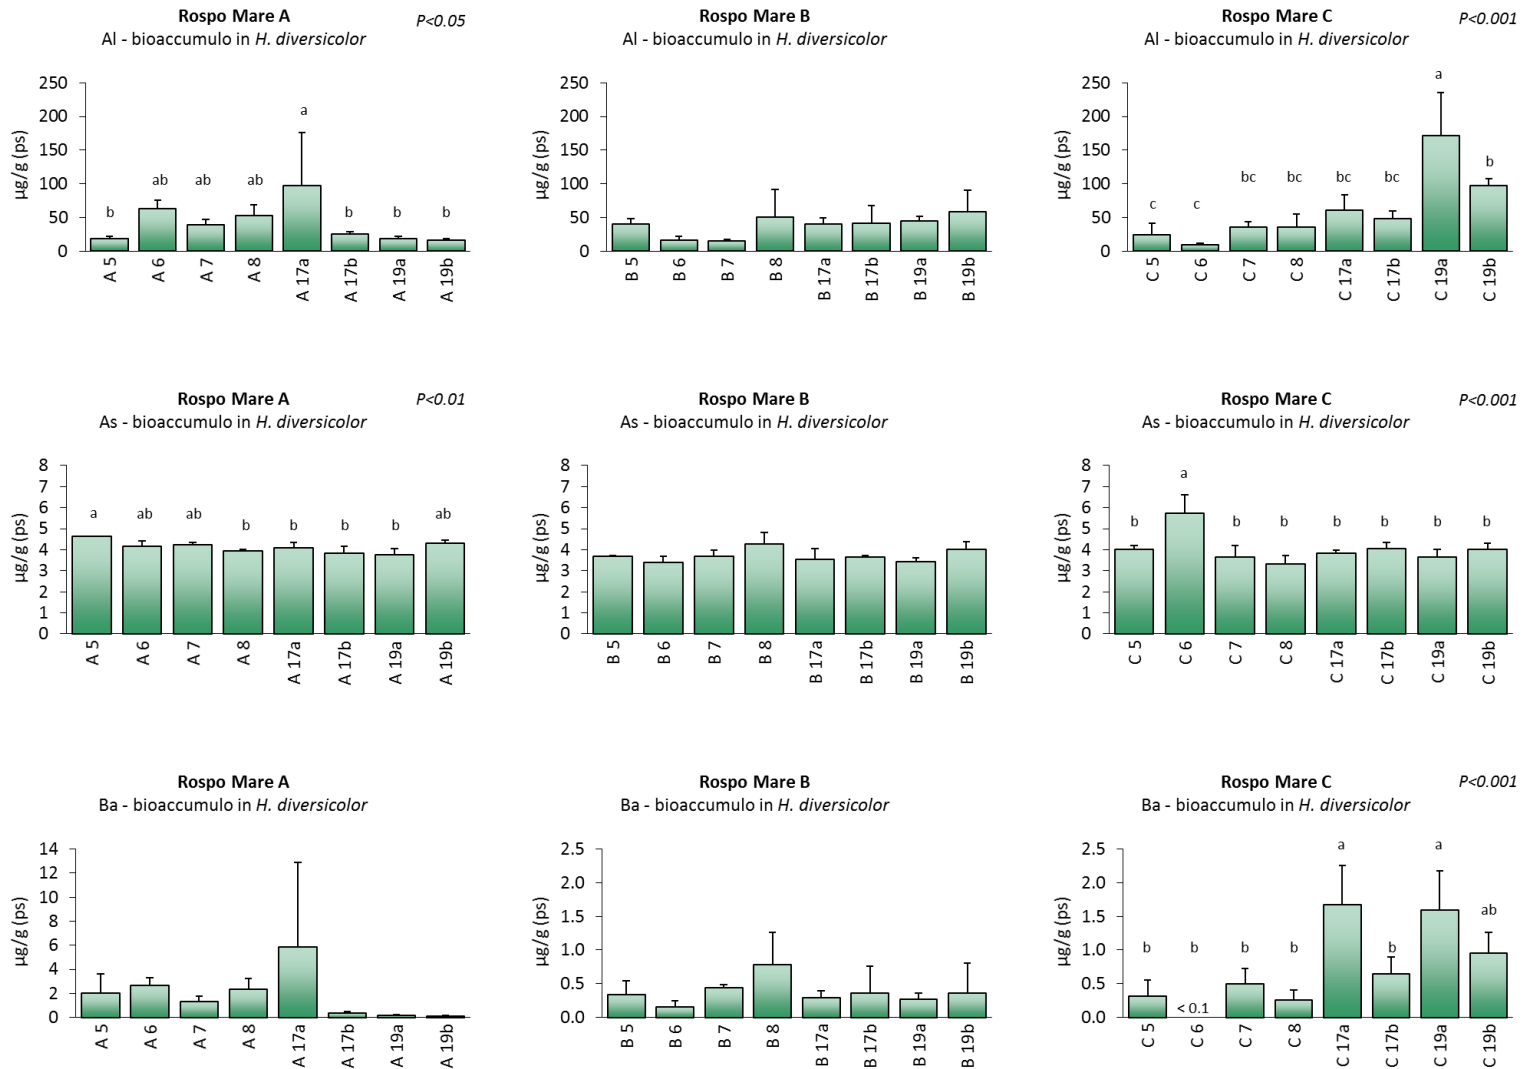 Rospo Mare A
P<0.05
Al - bioaccumulo in H. diversicolor
µg/g (ps)
250
200
150
100
50
0
b
ab
ab
ab
a
b
b
b
A 5
A 6
A 7
A 8
A 17a
A 17b
A 19a
A 19b
Rospo Mare B
Al - bioaccumulo in H. diversicolor
µg/g (ps)
250
200
150
100
50
0
B 5
B 6
B 7
B 8
B 17a
B 17b
B 19a
B 19b
Rospo Mare C
P<0.001
Al - bioaccumulo in H. diversicolor
µg/g (ps)
250
200
150
100
50
0
c
c
bc
bc
bc
bc
a
b
C 5
C 6
C 7
C 8
C 17a
C 17b
C 19a
C 19b
Rospo Mare A
P<0.01
As - bioaccumulo in H. diversicolor
µg/g (ps)
8
7
6
5
4
3
2
1
0
a
ab
ab
b
b
b
b
ab
A 5
A 6
A 7
A 8
A 17a
A 17b
A 19a
A 19b
Rospo Mare B
As - bioaccumulo in H. diversicolor
µg/g (ps)
8
7
6
5
4
3
2
1
0
B 5
B 6
B 7
B 8
B 17a
B 17b
B 19a
B 19b
Rospo Mare C
P<0.001
As - bioaccumulo in H. diversicolor
µg/g (ps)
8
7
6
5
4
3
2
1
0
b
a
b
b
b
b
b
b
C 5
C 6
C 7
C 8
C 17a
C 17b
C 19a
C 19b
Rospo Mare A
Ba - bioaccumulo in H. diversicolor
µg/g (ps)
14
12
10
8
6
4
2
0
A 5
A 6
A 7
A 8
A 17a
A 17b
A 19a
A 19b
Rospo Mare B
Ba - bioaccumulo in H. diversicolor
µg/g (ps)
2.5
2.0
1.5
1.0
0.5
0.0
B 5
B 6
B 7
B 8
B 17a
B 17b
B 19a
B 19b
Rospo Mare C
P<0.001
Ba - bioaccumulo in H. diversicolor
µg/g (ps)
2.5
2.0
1.5
1.0
0.5
0.0
b
b
b
b
a
b
a
ab
< 0.1
C 5
C 6
C 7
C 8
C 17a
C 17b
C 19a
C 19b